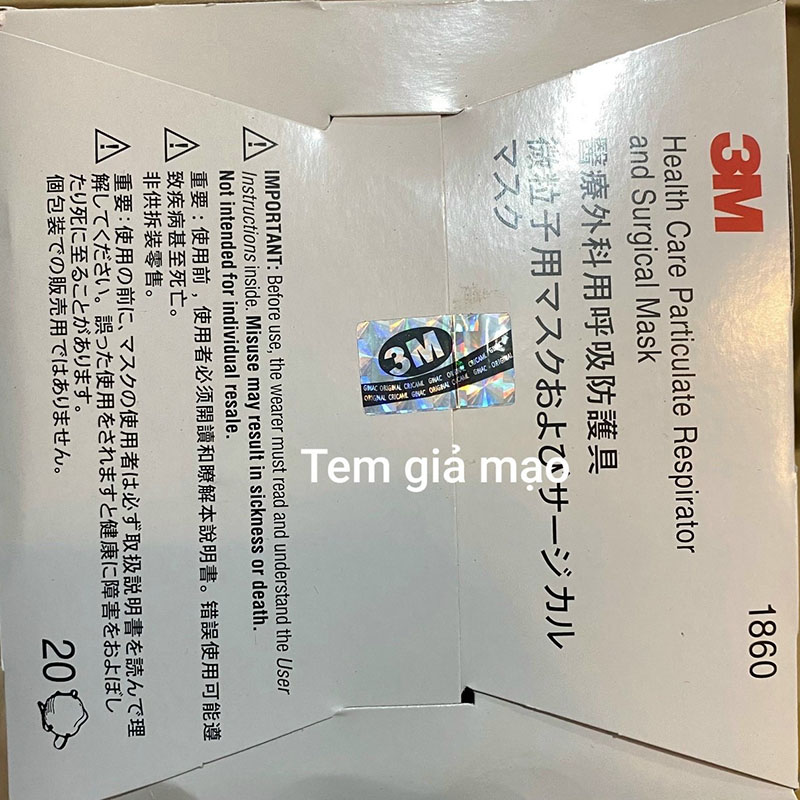 3M
1860
Health Care Particulate Respirator
and Surgical Mask
醫療外科用呼吸防護具
微粒子用マスクおよびサージカル
マスク
3M
Tem giả mạo
IMPORTANT: Before use, the wearer must read and understand the User
Instructions inside. Misuse may result in sickness or death.
Not intended for individual resale.
重要：使用前，使用者必须開讀和瞭解本說明書。错誤使用可能遵
致疾病甚至死亡。
非供拆装零售。
重要：使用の前に、マスクの使用者は必ず取扱説明書を読んで理
解してください。誤った使用をされますと健康に障害をおよぼし
たり死に至ることがあります。
個包装での販売用ではありません。
20